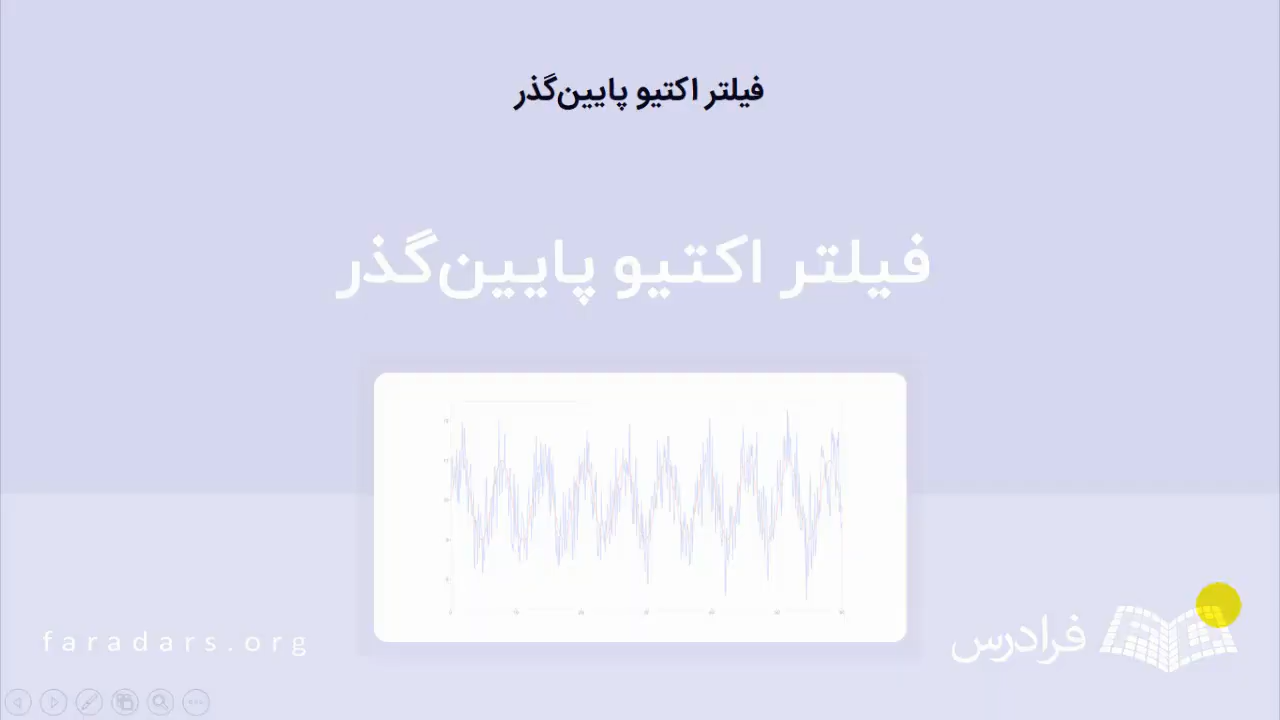 فیلتر اکتیو پایین‌گذر
فیلتر اکتیو پایین‌گذر
faradars.org
فرادرس